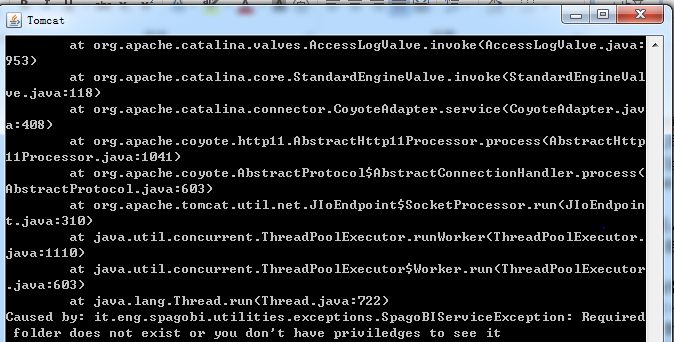 Tomcat
at org.apache.catalina.valves.AccessLogValve.invoke(AccessLogValve.java:
953)
at org.apache.catalina.core.StandardEngineValve.invoke(StandardEngineVal
ve.java:118)
at org.apache.catalina.connector.CoyoteAdapter.service(CoyoteAdapter.jav
a:408)
at org.apache.coyote.http11.AbstractHttp11Processor.process(AbstractHttp
11Processor.java:1041)
at org.apache.coyote.AbstractProtocol$AbstractConnectionHandler.process(
AbstractProtocol.java:603)
at org.apache.tomcat.util.net.JIoEndpoint$SocketProcessor.run(JIoEndpoin
t.java:310)
at java.util.concurrent.ThreadPoolExecutor.runWorker(ThreadPoolExecutor.
java:1110)
at java.util.concurrent.ThreadPoolExecutor$Worker.run(ThreadPoolExecutor
.java:603)
at java.lang.Thread.run(Thread.java:722)
Caused by: it.eng.spagobi.utilities.exceptions.SpagoBIServiceException: Required
folder does not exist or you don't have priviledges to see it